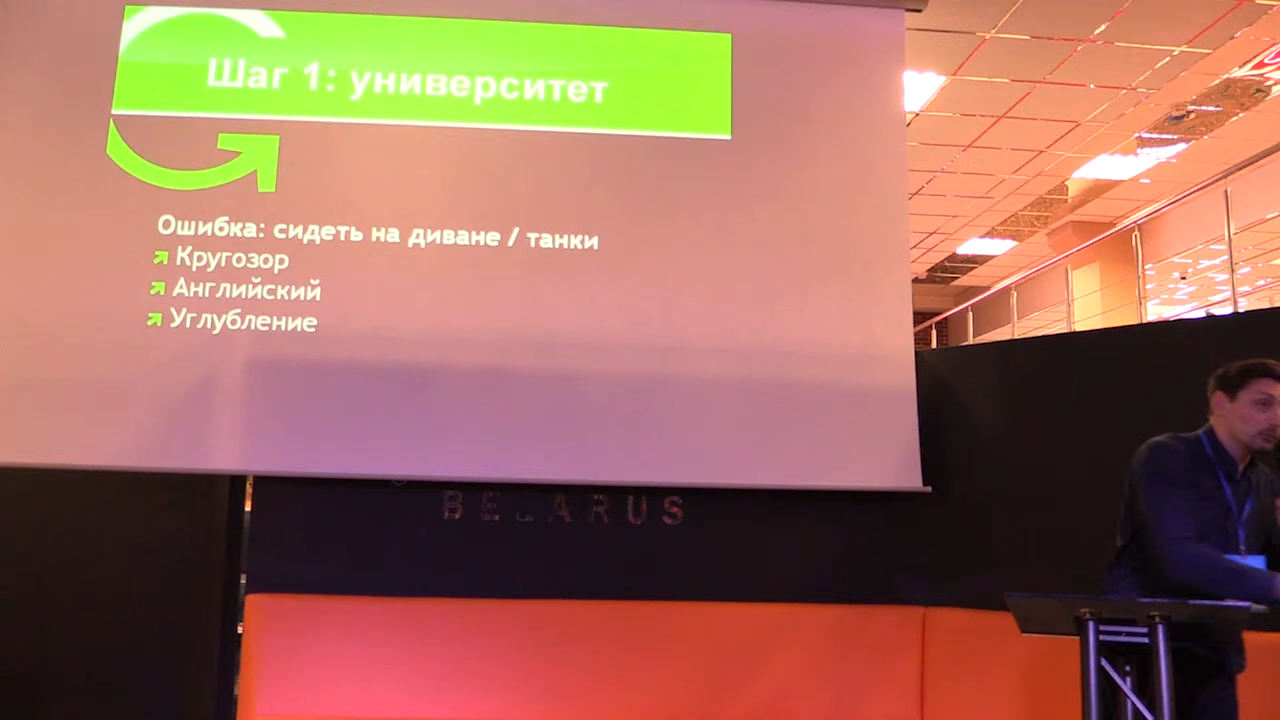 Шаг 1: университет
Ошибка: сидеть на диване / танки
Кругозор
Английский
Углубление
BELARUS